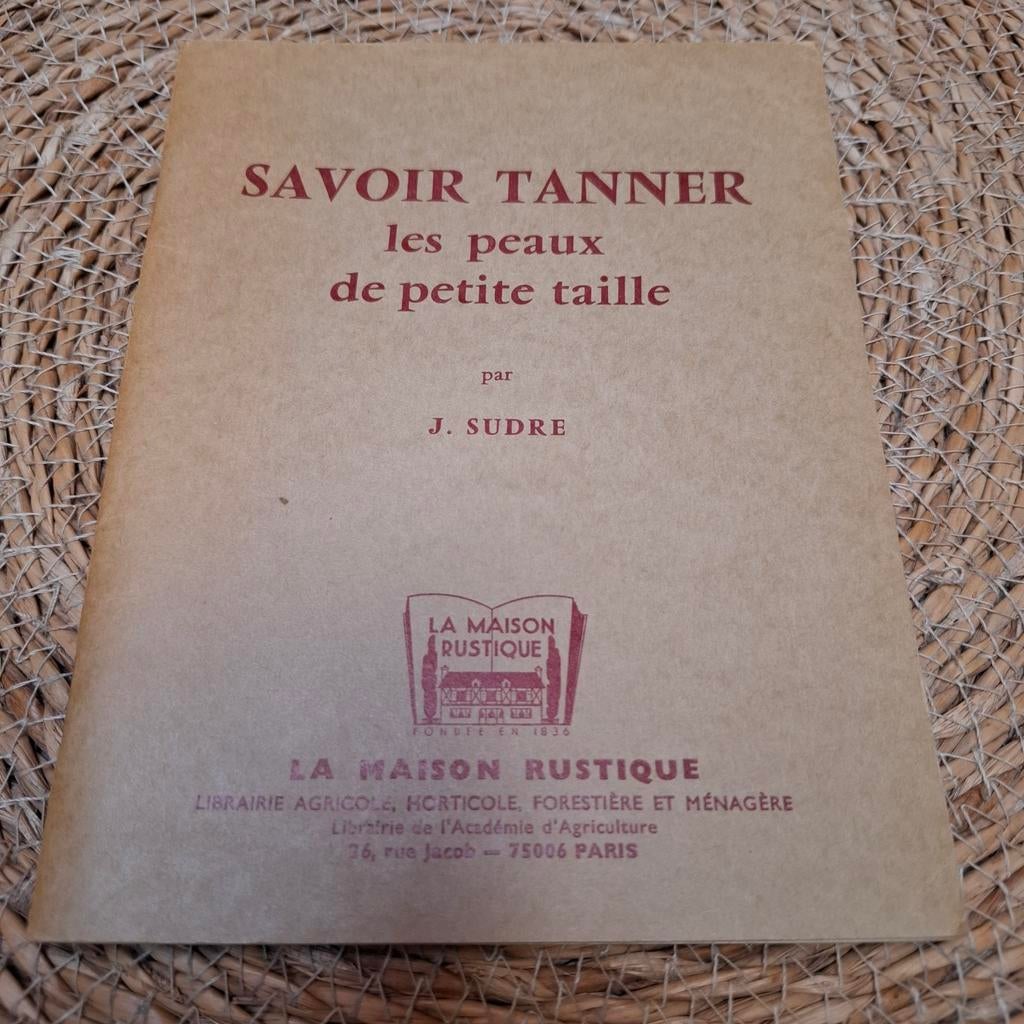 SAVOIR TANNER
les peaux
de petite taille
par
J. SUDRE
LA MAISON
RUSTIQUE
FONDÉE EN 1836
LA MAISON RUSTIQUE
LIBRAIRIE AGRICOLE, HORTICOLE, FORESTIÈRE ET MÉNAGÈRE
Librairie de l'Académie d'Agriculture
26, rue Jacob — 75006 PARIS